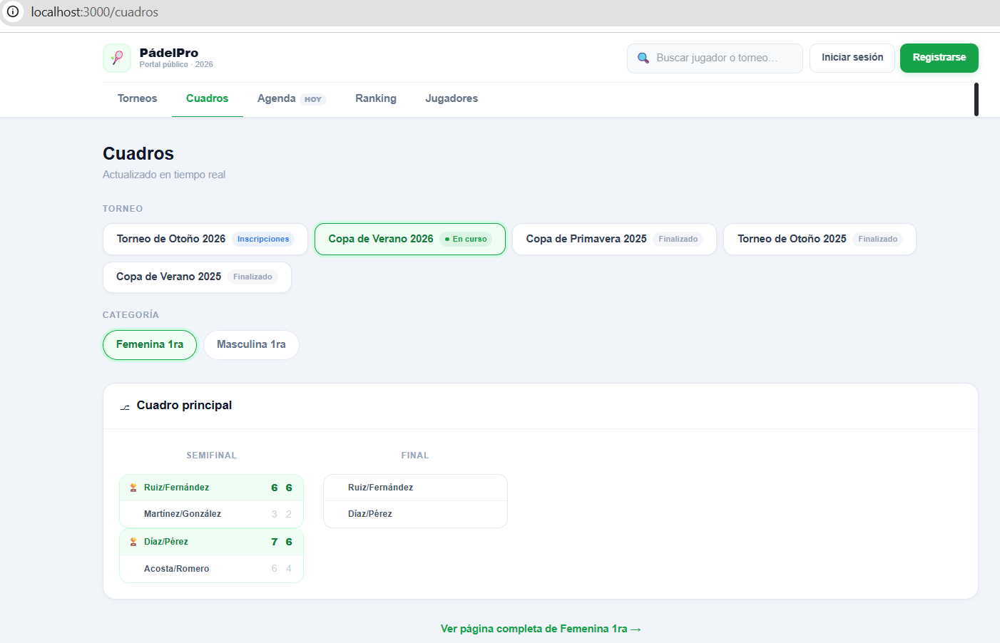 localhost:3000/cuadros
PádelPro
Portal público · 2026
Buscar jugador o torneo...
Iniciar sesión
Registrarse
Torneos
Cuadros
Agenda HOY
Ranking
Jugadores
Cuadros
Actualizado en tiempo real
TORNEO
Torneo de Otoño 2026 Inscripciones
Copa de Verano 2026 En curso
Copa de Primavera 2025 Finalizado
Torneo de Otoño 2025 Finalizado
Copa de Verano 2025 Finalizado
CATEGORÍA
Femenina 1ra
Masculina 1ra
Cuadro principal
SEMIFINAL
Ruiz/Fernández 6 6
Martínez/González 3 2
Díaz/Pérez 7 6
Acosta/Romero 6 4
FINAL
Ruiz/Fernández
Díaz/Pérez
Ver página completa de Femenina 1ra →